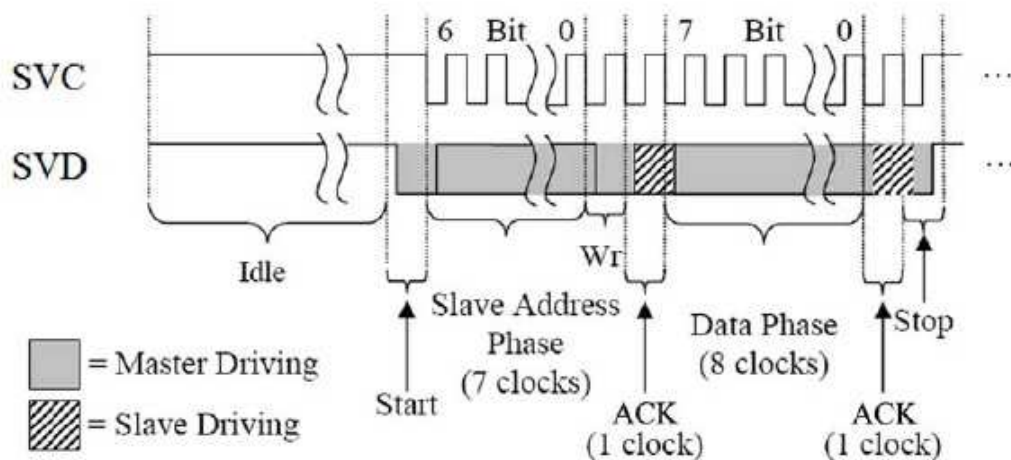 6 Bit 0 7 Bit 0
SVC ...
SVD ...
Idle
Wr
Slave Address
Phase
(7 clocks)
Data Phase
(8 clocks)
Stop
= Master Driving
Start
ACK
(1 clock)
ACK
(1 clock)
= Slave Driving